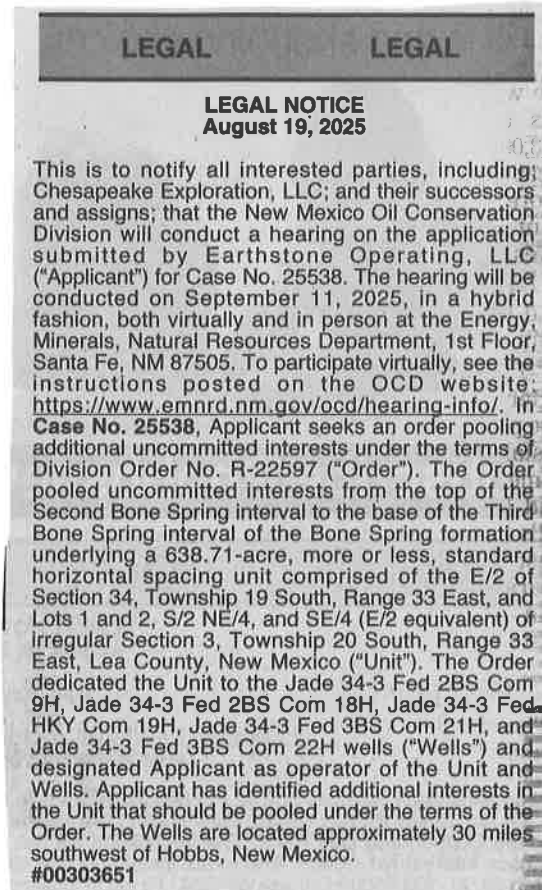 LEGAL LEGAL
LEGAL NOTICE
August 19, 2025
This is to notify all interested parties, including;
Chesapeake Exploration, LLC; and their successors
and assigns; that the New Mexico Oil Conservation
Division will conduct a hearing on the application
submitted by Earthstone Operating, LLC
("Applicant") for Case No. 25538. The hearing will be
conducted on September 11, 2025, in a hybrid
fashion, both virtually and in person at the Energy,
Minerals, Natural Resources Department, 1st Floor,
Santa Fe, NM 87505. To participate virtually, see the
instructions posted on the OCD website:
https://www.emnrd.nm.gov/ocd/hearing-info/. In
Case No. 25538, Applicant seeks an order pooling
additional uncommitted interests under the terms of
Division Order No. R-22597 ("Order"). The Order
pooled uncommitted interests from the top of the
Second Bone Spring interval to the base of the Third
Bone Spring interval of the Bone Spring formation
underlying a 638.71-acre, more or less, standard
horizontal spacing unit comprised of the E/2 of
Section 34, Township 19 South, Range 33 East, and
Lots 1 and 2, S/2 NE/4, and SE/4 (E/2 equivalent) of
irregular Section 3, Township 20 South, Range 33
East, Lea County, New Mexico ("Unit"). The Order
dedicated the Unit to the Jade 34-3 Fed 2BS Com
9H, Jade 34-3 Fed 2BS Com 18H, Jade 34-3 Fed
HKY Com 19H, Jade 34-3 Fed 3BS Com 21H, and
Jade 34-3 Fed 3BS Com 22H wells ("Wells") and
designated Applicant as operator of the Unit and
Wells. Applicant has identified additional interests in
the Unit that should be pooled under the terms of the
Order. The Wells are located approximately 30 miles
southwest of Hobbs, New Mexico.
#00303651